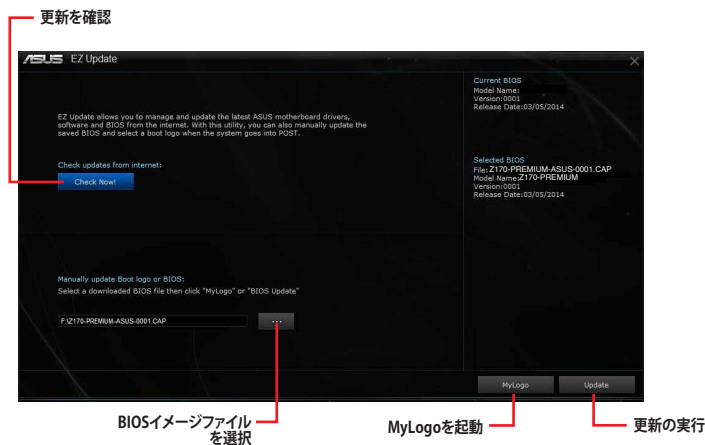 更新を確認
ASUS EZ Update
EZ Update allows you to manage and update the latest ASUS motherboard drivers,
software and BIOS from the internet. With this utility, you can also manually update the
saved BIOS and select a boot logo when the system goes into POST.
Check updates from internet:
Check Now!
Manually update Boot logo or BIOS:
Select a downloaded BIOS file then click "MyLogo" or "BIOS Update"
F:\Z170-PREMIUM-ASUS-0001.CAP
...
Current BIOS
Model Name:
Version:0001
Release Date:03/05/2014
Selected BIOS
File:Z170-PREMIUM-ASUS-0001.CAP
Model Name:Z170-PREMIUM
Version:0001
Release Date:03/05/2014
MyLogo
Update
BIOSイメージファイル
を選択
MyLogoを起動
更新の実行